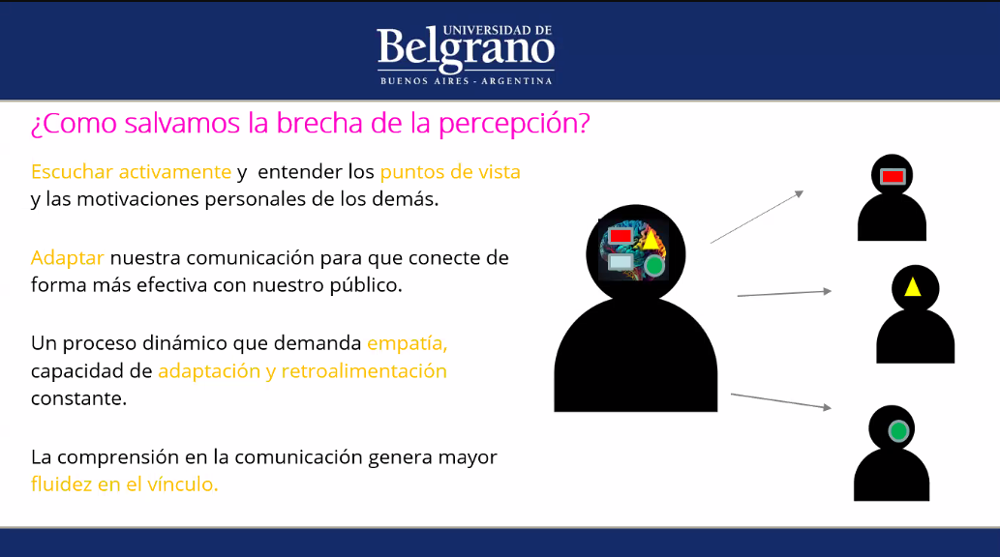 UNIVERSIDAD DE
Belgrano
BUENOS AIRES - ARGENTINA
¿Como salvamos la brecha de la percepción?
Escuchar activamente y entender los puntos de vista
y las motivaciones personales de los demás.
Adaptar nuestra comunicación para que conecte de
forma más efectiva con nuestro público.
Un proceso dinámico que demanda empatía,
capacidad de adaptación y retroalimentación
constante.
La comprensión en la comunicación genera mayor
fluidez en el vínculo.